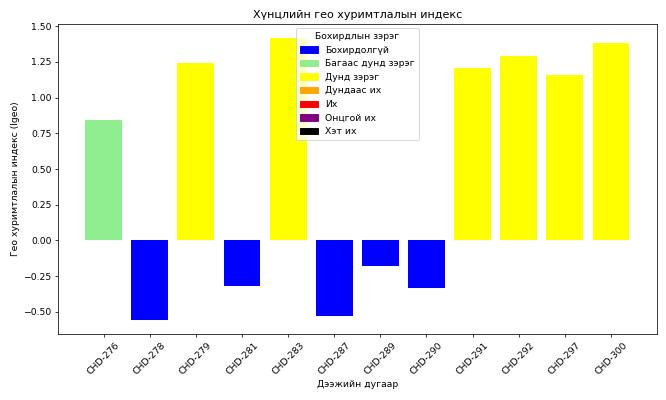 Хүнцлийн гео хуримтлалын индекс
Бохирдлын зэрэг
Бохирдолгүй
Багаас дунд зэрэг
Дунд зэрэг
Дундаас их
Их
Онцгой их
Хэт их
Гео хуримтлалын индекс (Igeo)
1.50
1.25
1.00
0.75
0.50
0.25
0.00
−0.25
−0.50
CHD-276
CHD-278
CHD-279
CHD-281
CHD-283
CHD-287
CHD-289
CHD-290
CHD-291
CHD-292
CHD-297
CHD-300
Дээжийн дугаар